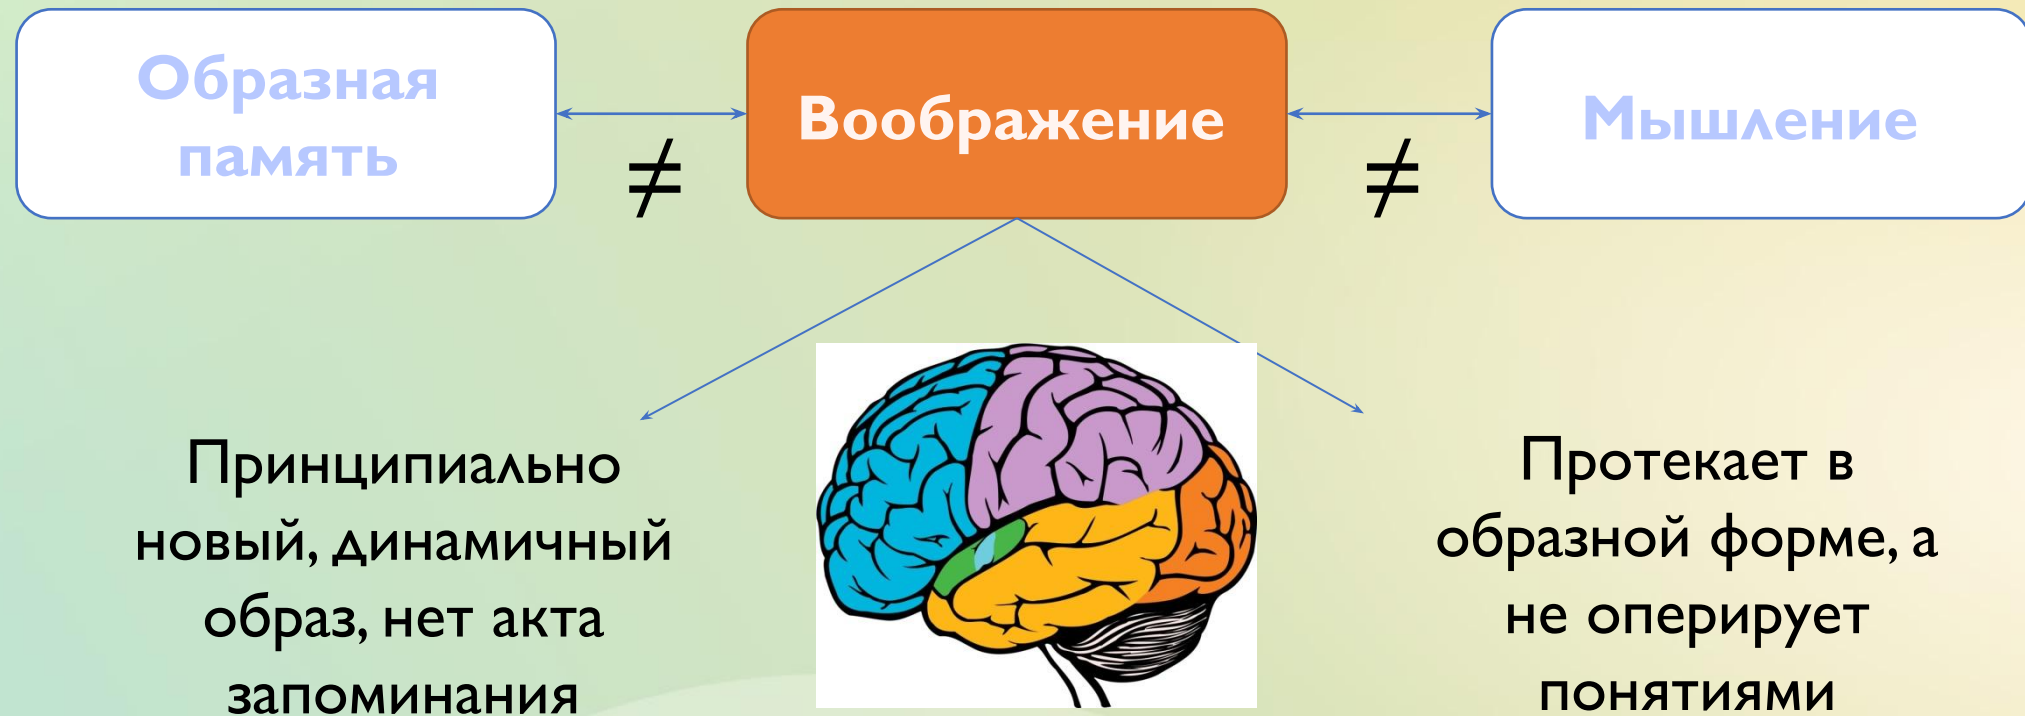 Образная
память
≠
Воображение
≠
Мышление
Принципиально
новый, динамичный
образ, нет акта
запоминания
Протекает в
образной форме, а
не оперирует
понятиями